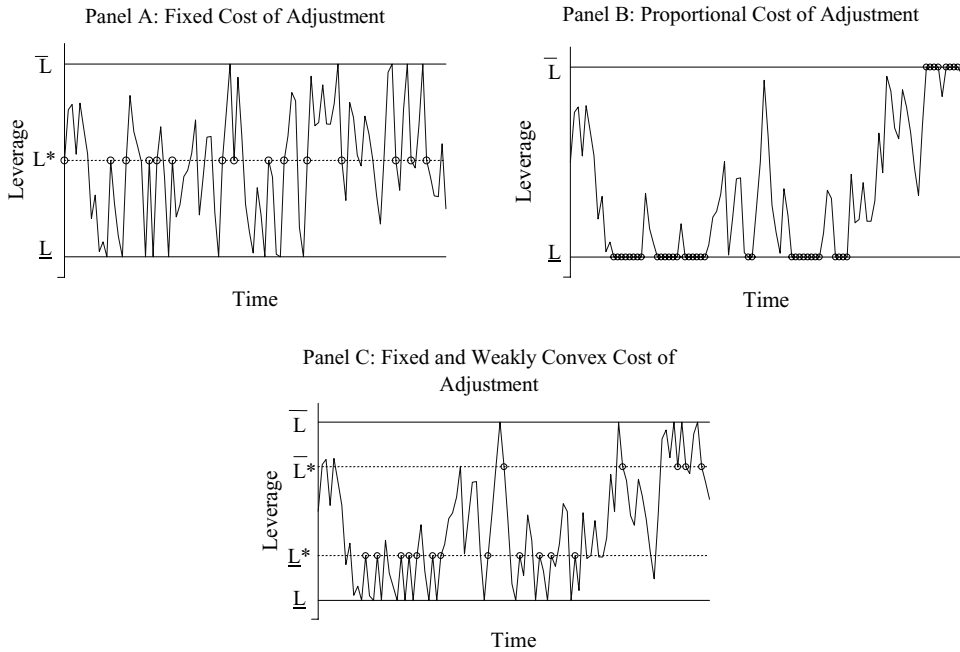 Panel A: Fixed Cost of Adjustment
L̅
Leverage
L*
L̲
Time
Panel B: Proportional Cost of Adjustment
L̅
Leverage
L̲
Time
Panel C: Fixed and Weakly Convex Cost of
Adjustment
L̅
L̅*
Leverage
L̲*
L̲
Time